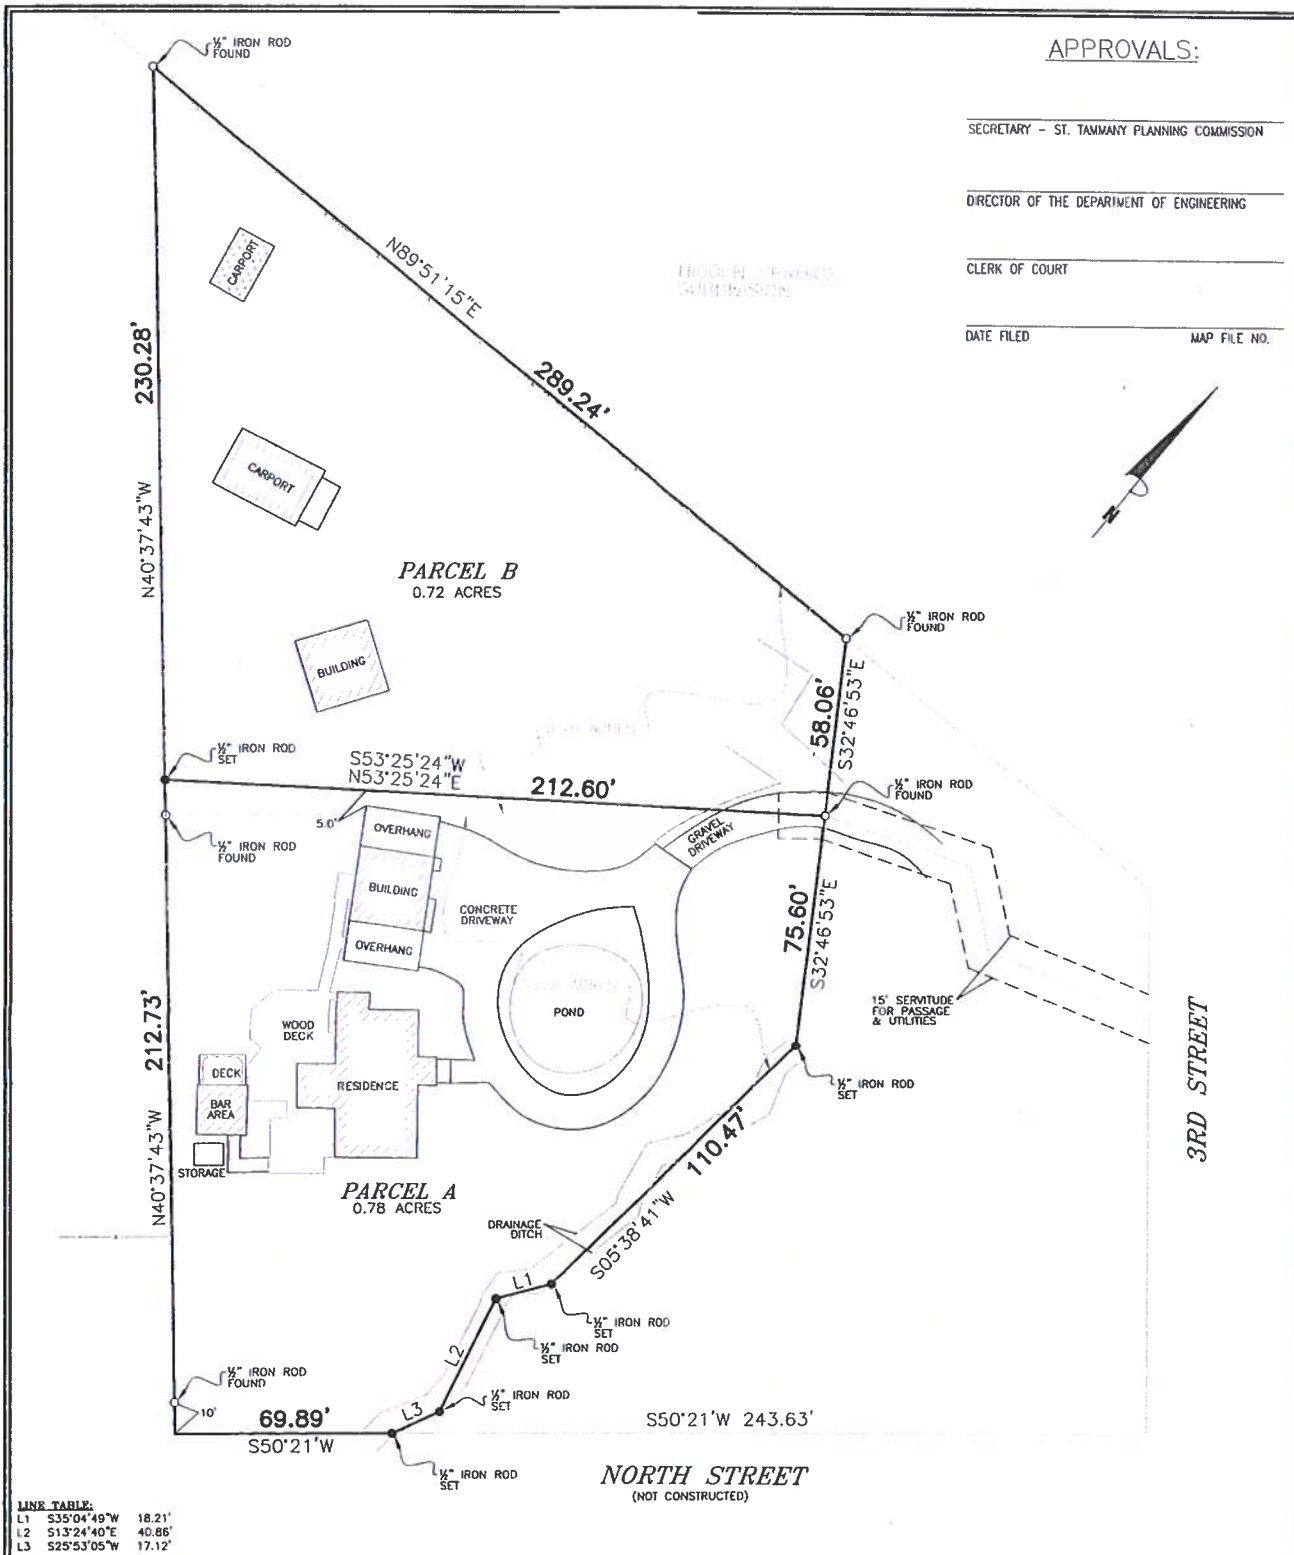 ½" IRON ROD
FOUND
APPROVALS:
SECRETARY - ST. TAMMANY PLANNING COMMISSION
DIRECTOR OF THE DEPARTMENT OF ENGINEERING
CLERK OF COURT
DATE FILED
MAP FILE NO.
N89°51'15"E
289.24'
SUBDIVISION
CARPORT
230.28'
N40°37'43"W
CARPORT
N
PARCEL B
0.72 ACRES
½" IRON ROD
FOUND
BUILDING
58.06'
S32°46'53"E
½" IRON ROD
SET
S53°25'24"W
N53°25'24"E
212.60'
½" IRON ROD
FOUND
½" IRON ROD
FOUND
5.0'
OVERHANG
BUILDING
OVERHANG
GRAVEL
DRIVEWAY
CONCRETE
DRIVEWAY
75.60'
S32°46'53"E
POND
15' SERVITUDE
FOR PASSAGE
& UTILITIES
3RD STREET
212.73'
N40°37'43"W
WOOD
DECK
DECK
BAR
AREA
RESIDENCE
STORAGE
½" IRON ROD
SET
110.47'
S05°38'41"W
PARCEL A
0.78 ACRES
DRAINAGE
DITCH
L1
½" IRON ROD
SET
½" IRON ROD
SET
L2
½" IRON ROD
FOUND
10'
½" IRON ROD
SET
L3
69.89'
S50°21'W
S50°21'W 243.63'
½" IRON ROD
SET
NORTH STREET
(NOT CONSTRUCTED)
LINE TABLE:
L1 S35°04'49"W 18.21'
L2 S13°24'40"E 40.86'
L3 S25°53'05"W 17.12'